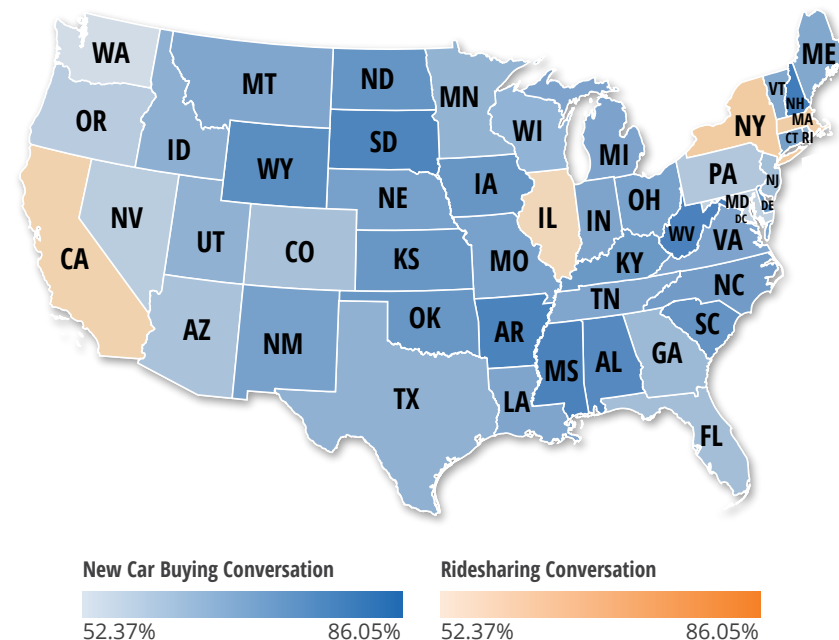 WA
MT
ND
MN
ME
VT
NH
MA
OR
ID
SD
WI
NY
CT RI
WY
MI
IA
PA
NJ
NE
OH
MD
DE
DC
NV
IL
IN
WV
VA
UT
CO
CA
KS
MO
KY
NC
TN
AZ
NM
OK
AR
SC
GA
MS
AL
TX
LA
FL
New Car Buying Conversation
52.37% 86.05%
Ridesharing Conversation
52.37% 86.05%